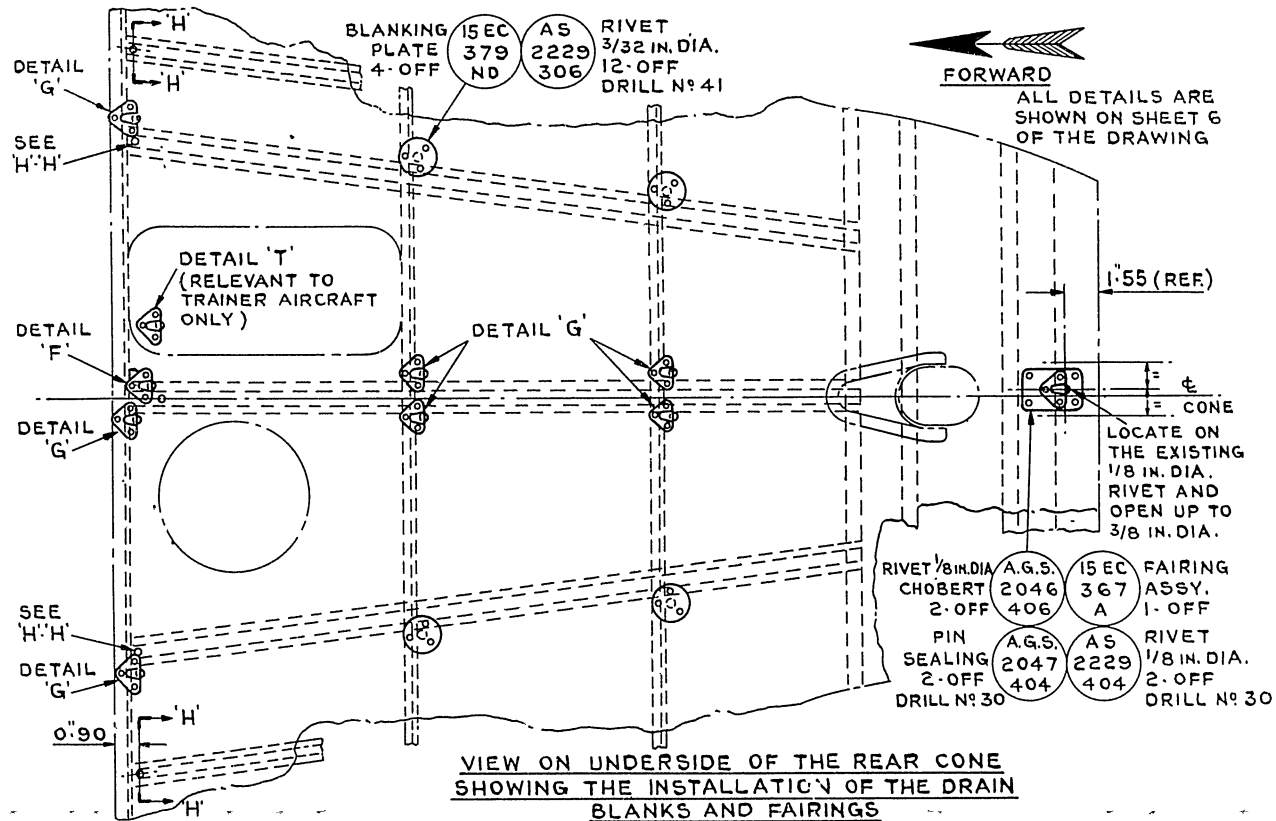 'H'
'H'
DETAIL
'G'
SEE
'H'-'H'
BLANKING
PLATE
4-OFF
15 EC
379
ND
AS
2229
306
RIVET
3/32 IN. DIA.
12-OFF
DRILL Nº 41
FORWARD
ALL DETAILS ARE
SHOWN ON SHEET 6
OF THE DRAWING
DETAIL 'T'
(RELEVANT TO
TRAINER AIRCRAFT
ONLY)
1".55 (REF.)
DETAIL
'F'
DETAIL 'G'
DETAIL
'G'
=
=
℄
CONE
LOCATE ON
THE EXISTING
1/8 IN. DIA.
RIVET AND
OPEN UP TO
3/8 IN. DIA.
RIVET 1/8 IN. DIA
CHOBERT
2-OFF
A.G.S.
2046
406
15 EC
367
A
FAIRING
ASSY.
1-OFF
PIN
SEALING
2-OFF
DRILL Nº 30
A.G.S.
2047
404
AS
2229
404
RIVET
1/8 IN. DIA.
2-OFF
DRILL Nº 30
SEE
'H'-'H'
DETAIL
'G'
0".90
'H'
'H'
VIEW ON UNDERSIDE OF THE REAR CONE
SHOWING THE INSTALLATION OF THE DRAIN
BLANKS AND FAIRINGS